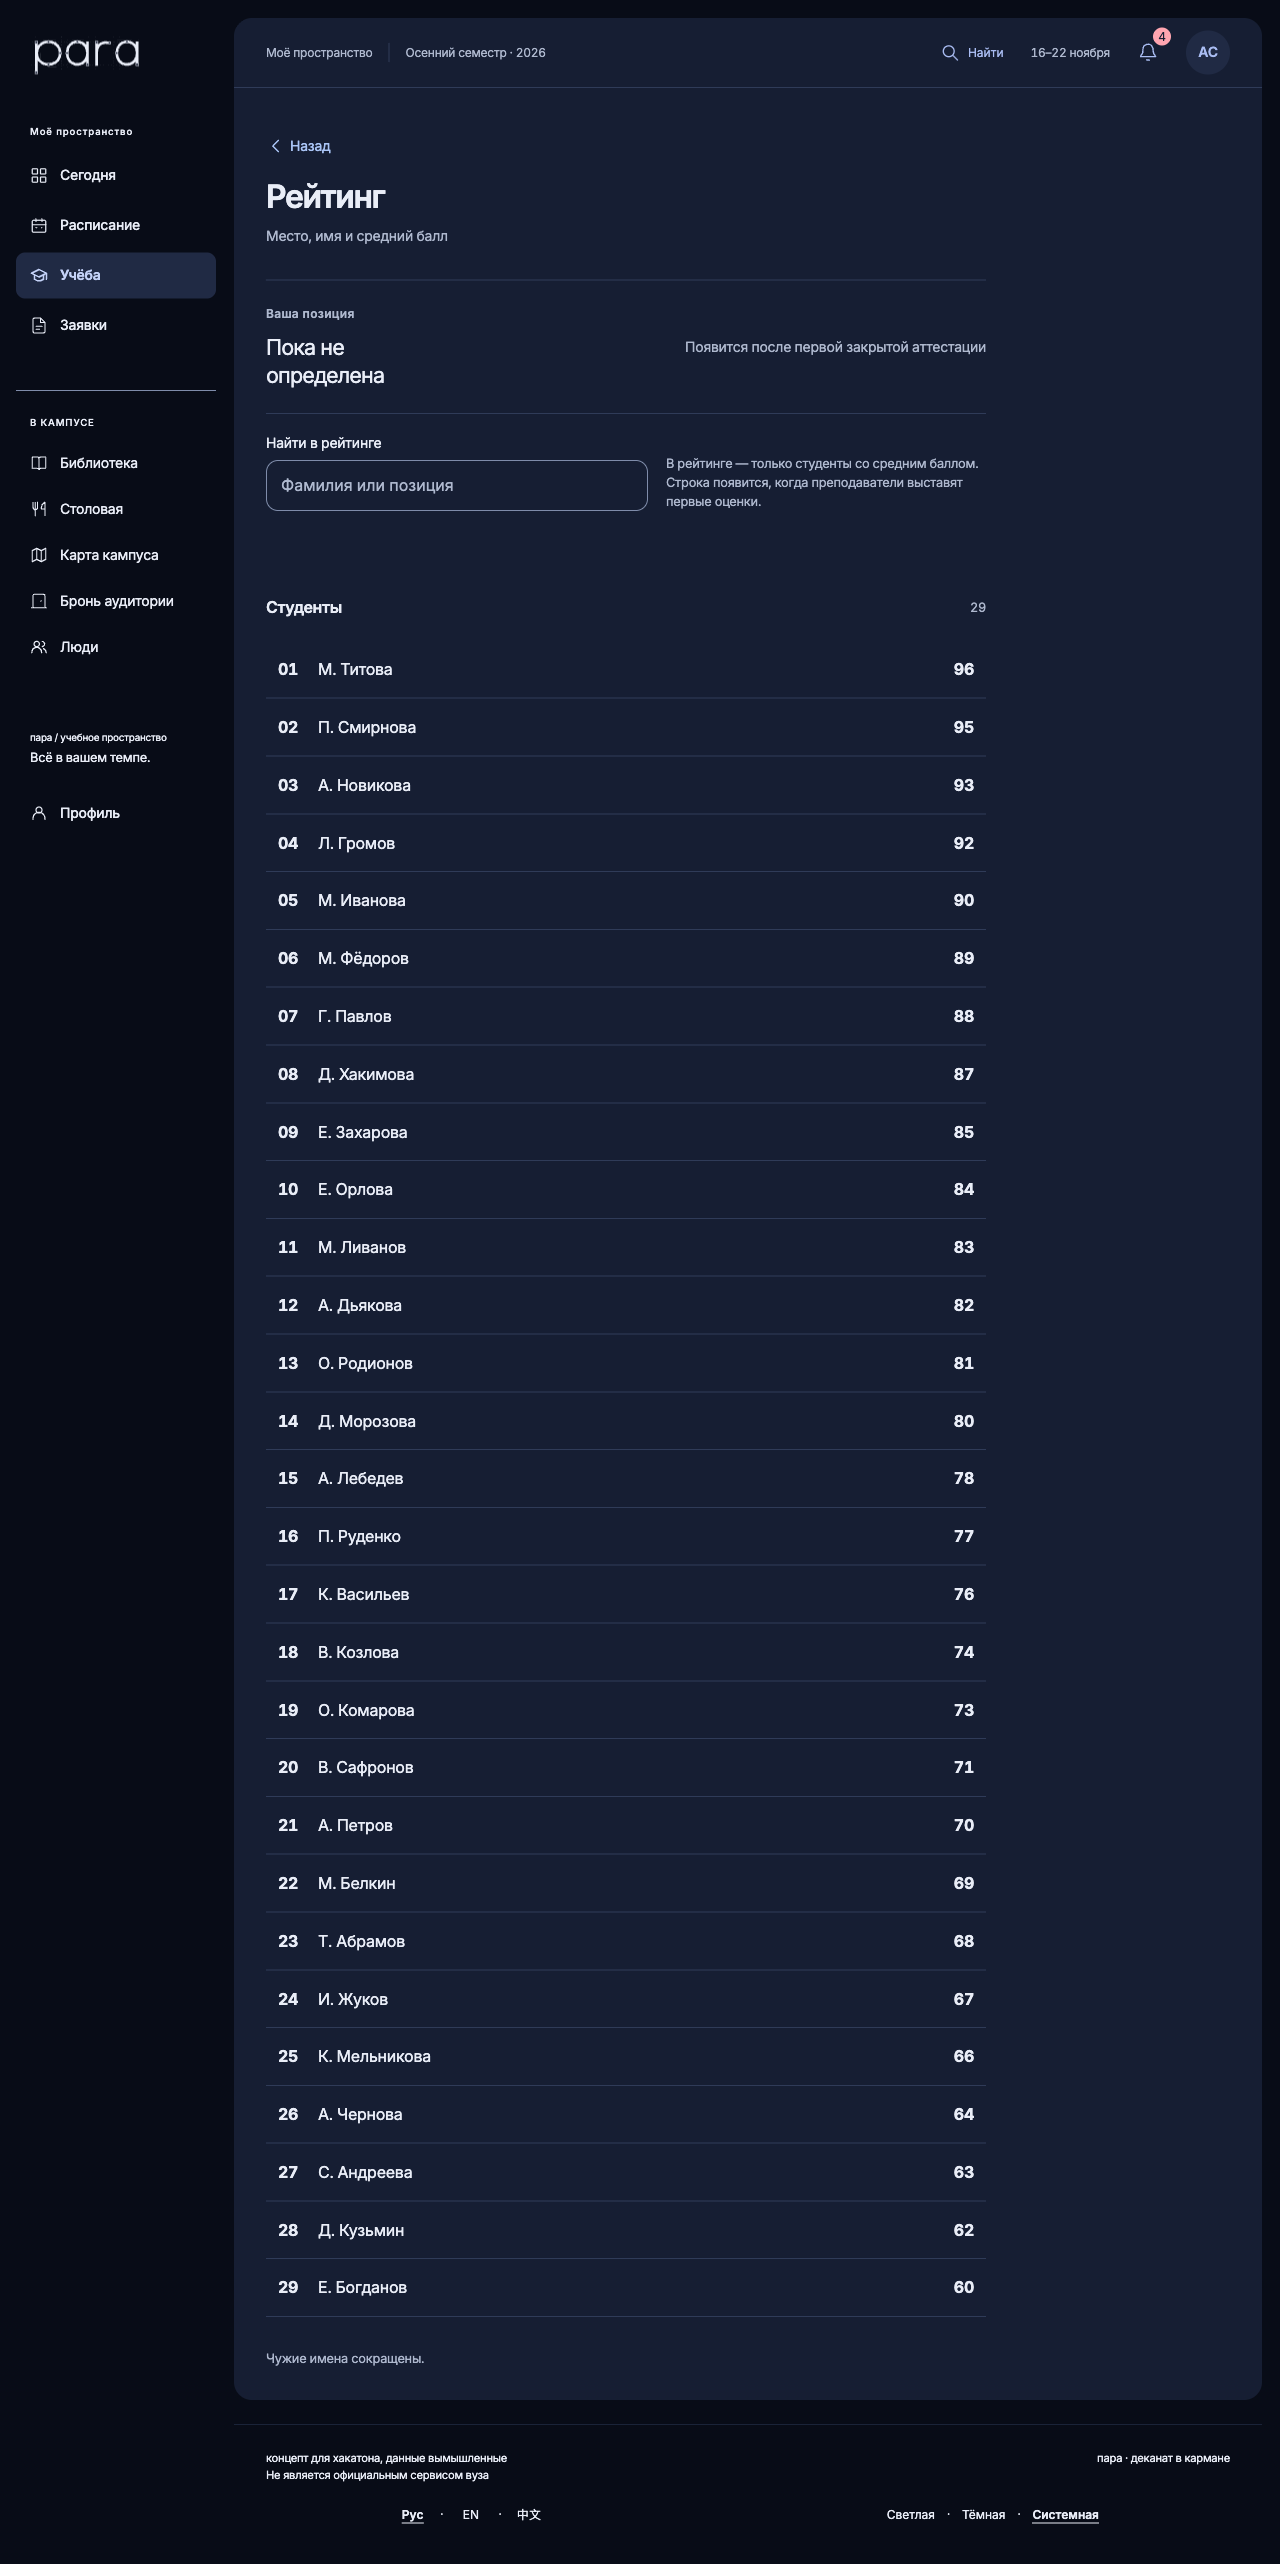 para
Моё пространство
Сегодня
Расписание
Учёба
Заявки
В КАМПУСЕ
Библиотека
Столовая
Карта кампуса
Бронь аудитории
Люди
пара / учебное пространство
Всё в вашем темпе.
Профиль
Моё пространство
Осенний семестр · 2026
Найти
16–22 ноября
4
АС
Назад
Рейтинг
Место, имя и средний балл
Ваша позиция
Пока не
определена
Появится после первой закрытой аттестации
Найти в рейтинге
Фамилия или позиция
В рейтинге — только студенты со средним баллом.
Строка появится, когда преподаватели выставят
первые оценки.
Студенты 29
01 М. Титова 96
02 П. Смирнова 95
03 А. Новикова 93
04 Л. Громов 92
05 М. Иванова 90
06 М. Фёдоров 89
07 Г. Павлов 88
08 Д. Хакимова 87
09 Е. Захарова 85
10 Е. Орлова 84
11 М. Ливанов 83
12 А. Дьякова 82
13 О. Родионов 81
14 Д. Морозова 80
15 А. Лебедев 78
16 П. Руденко 77
17 К. Васильев 76
18 В. Козлова 74
19 О. Комарова 73
20 В. Сафронов 71
21 А. Петров 70
22 М. Белкин 69
23 Т. Абрамов 68
24 И. Жуков 67
25 К. Мельникова 66
26 А. Чернова 64
27 С. Андреева 63
28 Д. Кузьмин 62
29 Е. Богданов 60
Чужие имена сокращены.
концепт для хакатона, данные вымышленные
Не является официальным сервисом вуза
пара · деканат в кармане
Рус · EN · 中文
Светлая · Тёмная · Системная